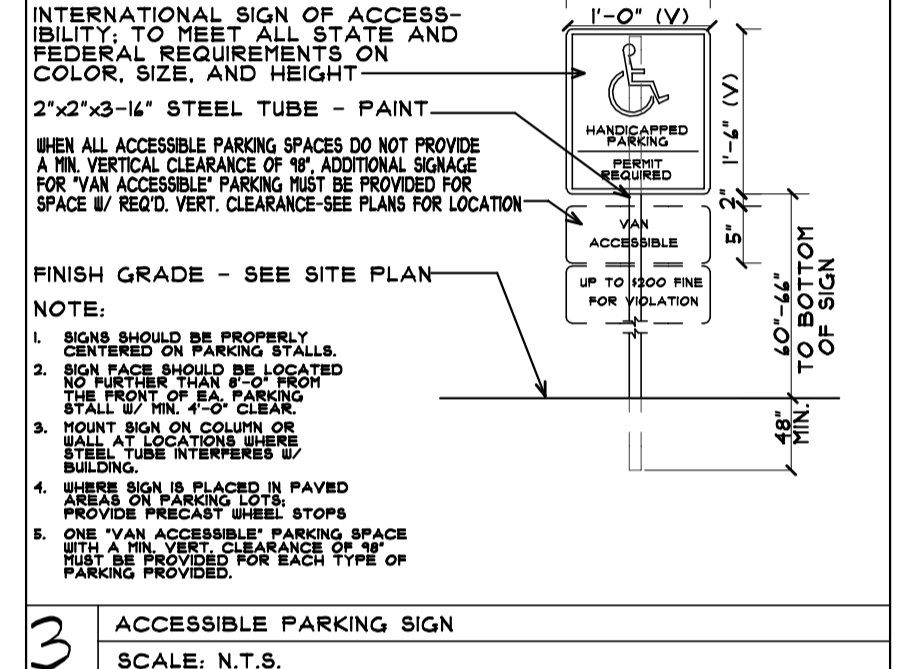 INTERNATIONAL SIGN OF ACCESS-
IBILITY; TO MEET ALL STATE AND
FEDERAL REQUIREMENTS ON
COLOR, SIZE, AND HEIGHT
2"x2"x3-16" STEEL TUBE - PAINT
WHEN ALL ACCESSIBLE PARKING SPACES DO NOT PROVIDE
A MIN. VERTICAL CLEARANCE OF 98", ADDITIONAL SIGNAGE
FOR "VAN ACCESSIBLE" PARKING MUST BE PROVIDED FOR
SPACE W/ REQ'D. VERT. CLEARANCE-SEE PLANS FOR LOCATION
FINISH GRADE - SEE SITE PLAN
NOTE:
1. SIGNS SHOULD BE PROPERLY
CENTERED ON PARKING STALLS.
2. SIGN FACE SHOULD BE LOCATED
NO FURTHER THAN 8'-0" FROM
THE FRONT OF EA. PARKING
STALL W/ MIN. 4'-0" CLEAR.
3. MOUNT SIGN ON COLUMN OR
WALL AT LOCATIONS WHERE
STEEL TUBE INTERFERES W/
BUILDING.
4. WHERE SIGN IS PLACED IN PAVED
AREAS ON PARKING LOTS;
PROVIDE PRECAST WHEEL STOPS
5. ONE "VAN ACCESSIBLE" PARKING SPACE
WITH A MIN. VERT. CLEARANCE OF 98"
MUST BE PROVIDED FOR EACH TYPE OF
PARKING PROVIDED.
1'-0" (V)
HANDICAPPED
PARKING
PERMIT
REQUIRED
VAN
ACCESSIBLE
UP TO $200 FINE
FOR VIOLATION
1'-6" (V)
2"
5"
60"-66"
TO BOTTOM
OF SIGN
48"
MIN.
3
ACCESSIBLE PARKING SIGN
SCALE: N.T.S.